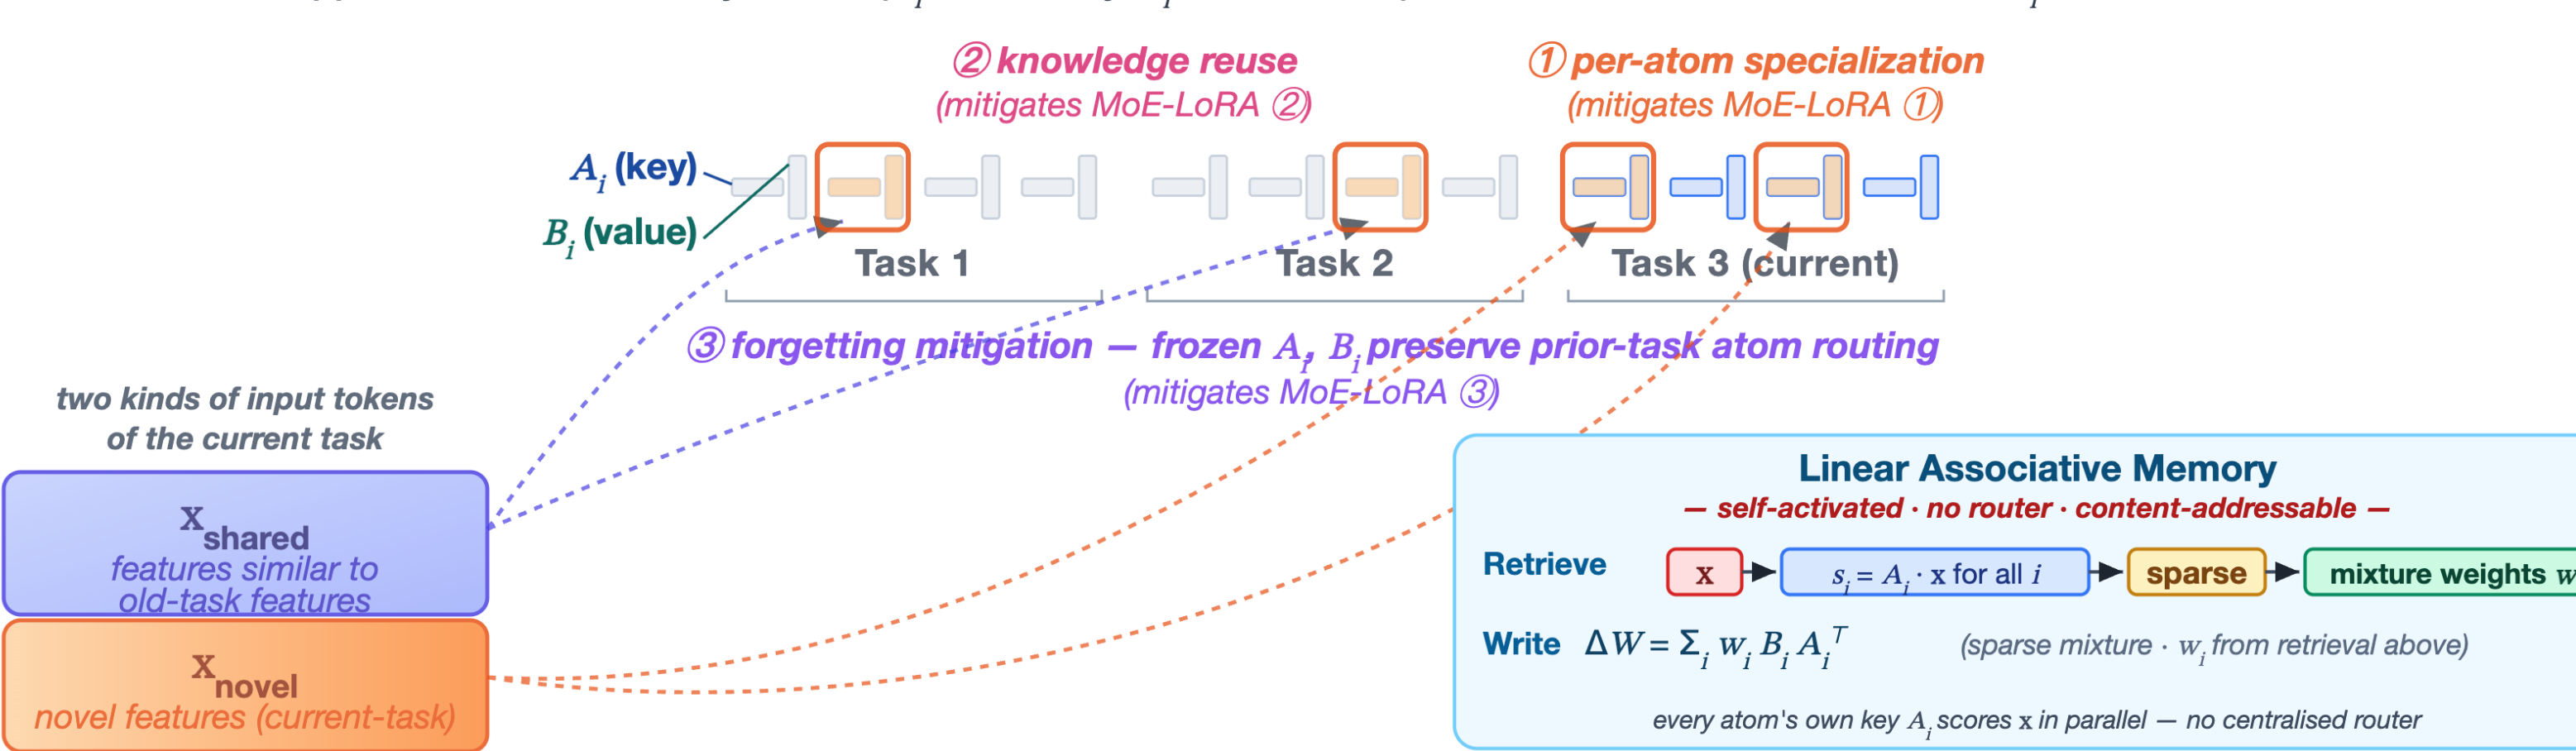 ② knowledge reuse
(mitigates MoE-LoRA ②)
① per-atom specialization
(mitigates MoE-LoRA ①)
A_i (key)
B_i (value)
Task 1
Task 2
Task 3 (current)
③ forgetting mitigation — frozen A_i, B_i preserve prior-task atom routing
(mitigates MoE-LoRA ③)
two kinds of input tokens
of the current task
x_shared
features similar to
old-task features
x_novel
novel features (current-task)
Linear Associative Memory
— self-activated · no router · content-addressable —
Retrieve x s_i = A_i · x for all i sparse mixture weights w
Write ΔW = Σ_i w_i B_i A_i^⊤ (sparse mixture · w_i from retrieval above)
every atom's own key A_i scores x in parallel — no centralised router